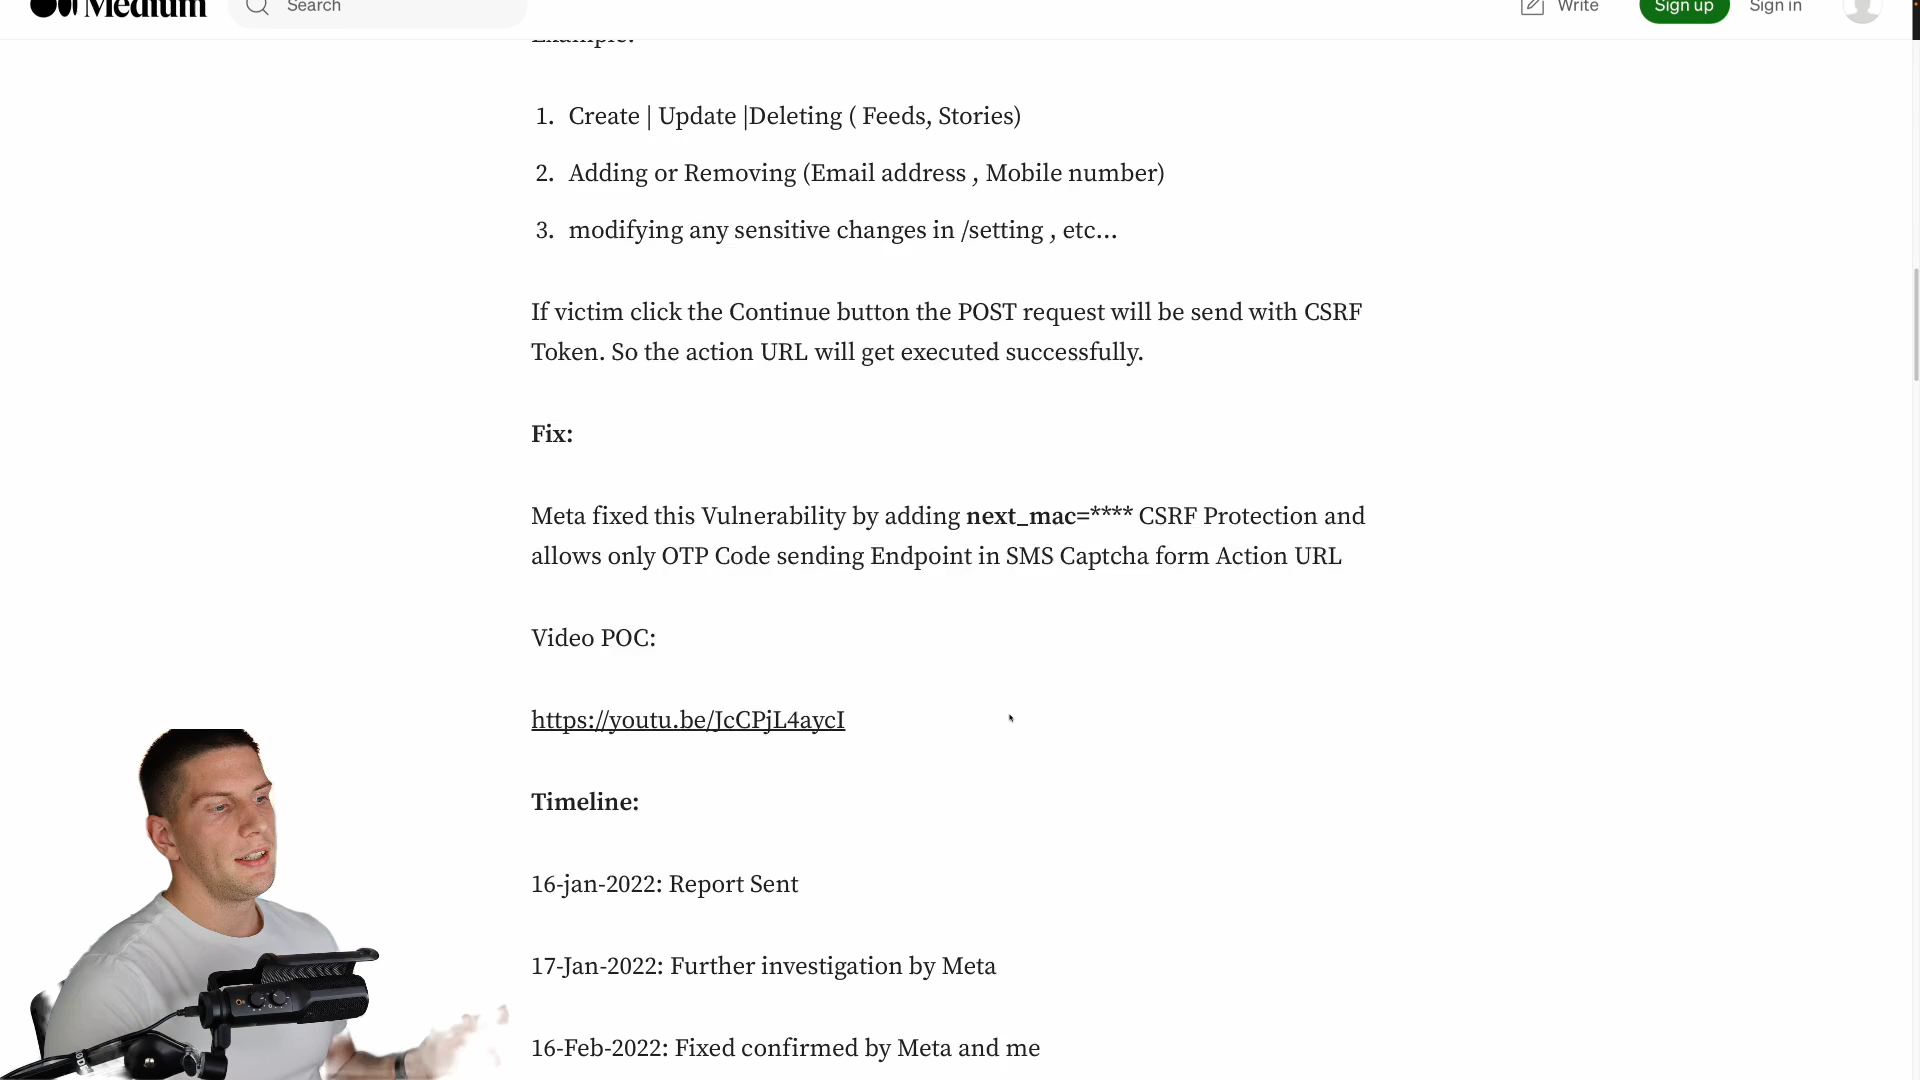 Medium
Search
Write
Sign up
Sign in
Example:
1. Create | Update |Deleting ( Feeds, Stories)
2. Adding or Removing (Email address , Mobile number)
3. modifying any sensitive changes in /setting , etc…
If victim click the Continue button the POST request will be send with CSRF
Token. So the action URL will get executed successfully.
Fix:
Meta fixed this Vulnerability by adding next_mac=**** CSRF Protection and
allows only OTP Code sending Endpoint in SMS Captcha form Action URL
Video POC:
https://youtu.be/JcCPjL4aycI
Timeline:
16-jan-2022: Report Sent
17-Jan-2022: Further investigation by Meta
16-Feb-2022: Fixed confirmed by Meta and me